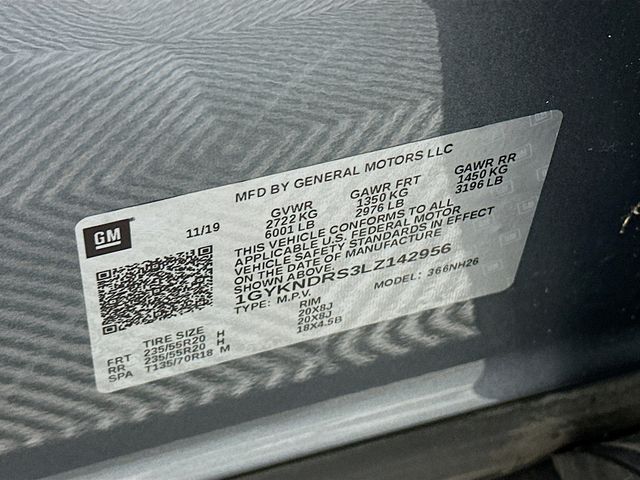 MFD BY GENERAL MOTORS LLC
GM
11/19
GVWR GAWR FRT GAWR RR
2722 KG 1350 KG 1450 KG
6001 LB 2976 LB 3196 LB
THIS VEHICLE CONFORMS TO ALL
APPLICABLE U.S. FEDERAL MOTOR
VEHICLE SAFETY STANDARDS IN EFFECT
ON THE DATE OF MANUFACTURE
SHOWN ABOVE.
1GYKNDRS3LZ142956
TYPE: M.P.V. MODEL: 366NH26
TIRE SIZE RIM
FRT 235/55R20 H 20X8J
RR 235/55R20 H 20X8J
SPA T135/70R18 M 18X4.5B